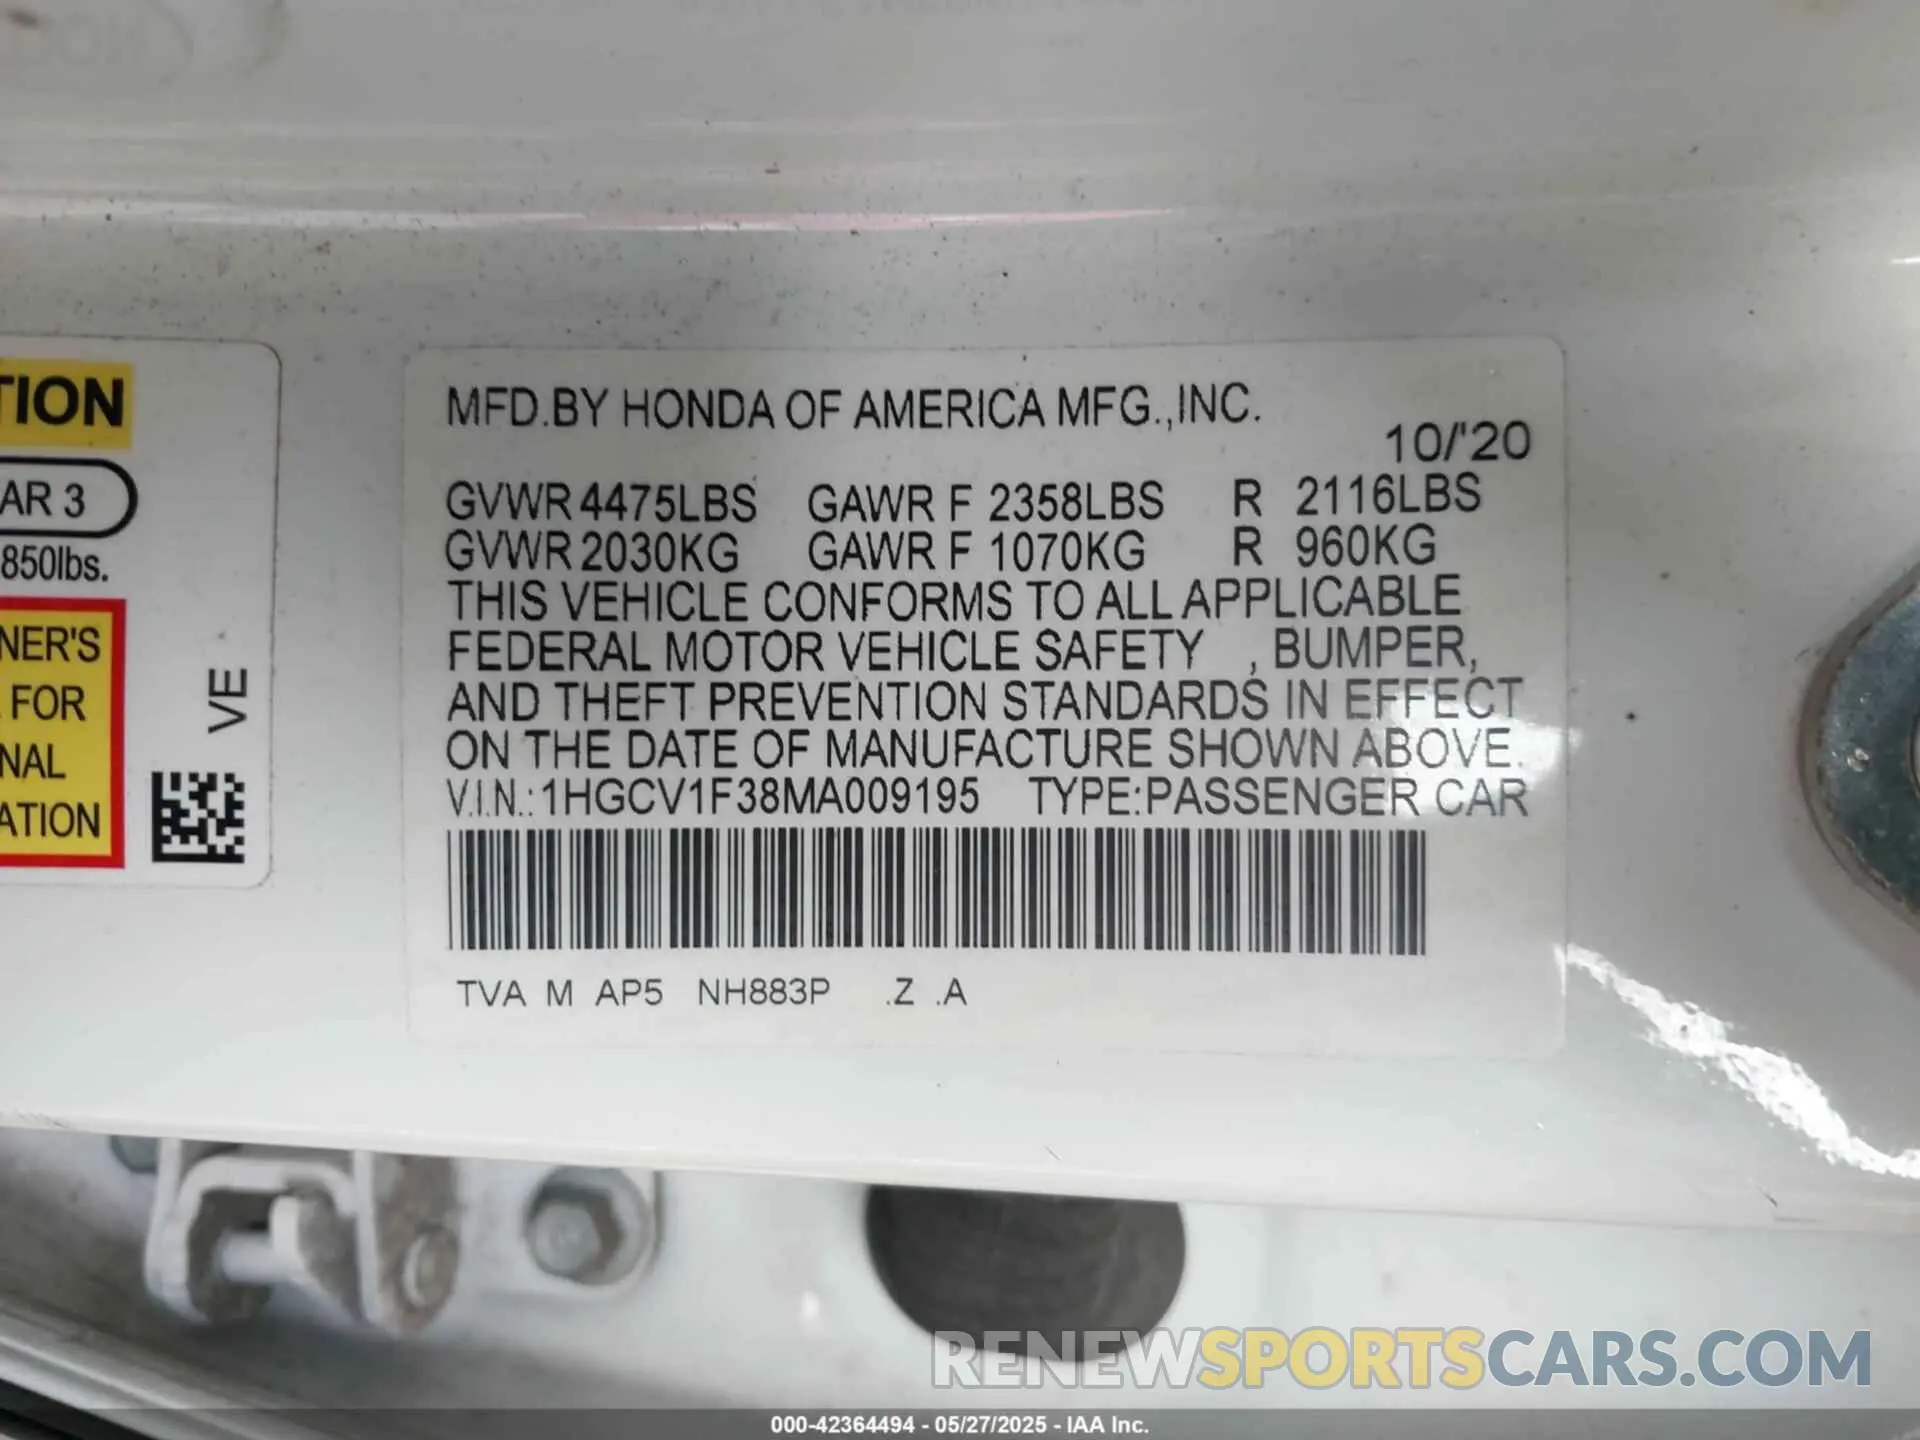 TION
AR 3
850lbs.
NER'S
FOR
NAL
ATION
VE
MFD.BY HONDA OF AMERICA MFG.,INC.
10/'20
GVWR 4475LBS GAWR F 2358LBS R 2116LBS
GVWR 2030KG GAWR F 1070KG R 960KG
THIS VEHICLE CONFORMS TO ALL APPLICABLE
FEDERAL MOTOR VEHICLE SAFETY , BUMPER,
AND THEFT PREVENTION STANDARDS IN EFFECT
ON THE DATE OF MANUFACTURE SHOWN ABOVE.
V.I.N.:1HGCV1F38MA009195 TYPE:PASSENGER CAR
TVA M AP5 NH883P .Z .A
RENEWSPORTSCARS.COM
000-42364494 - 05/27/2025 - IAA Inc.